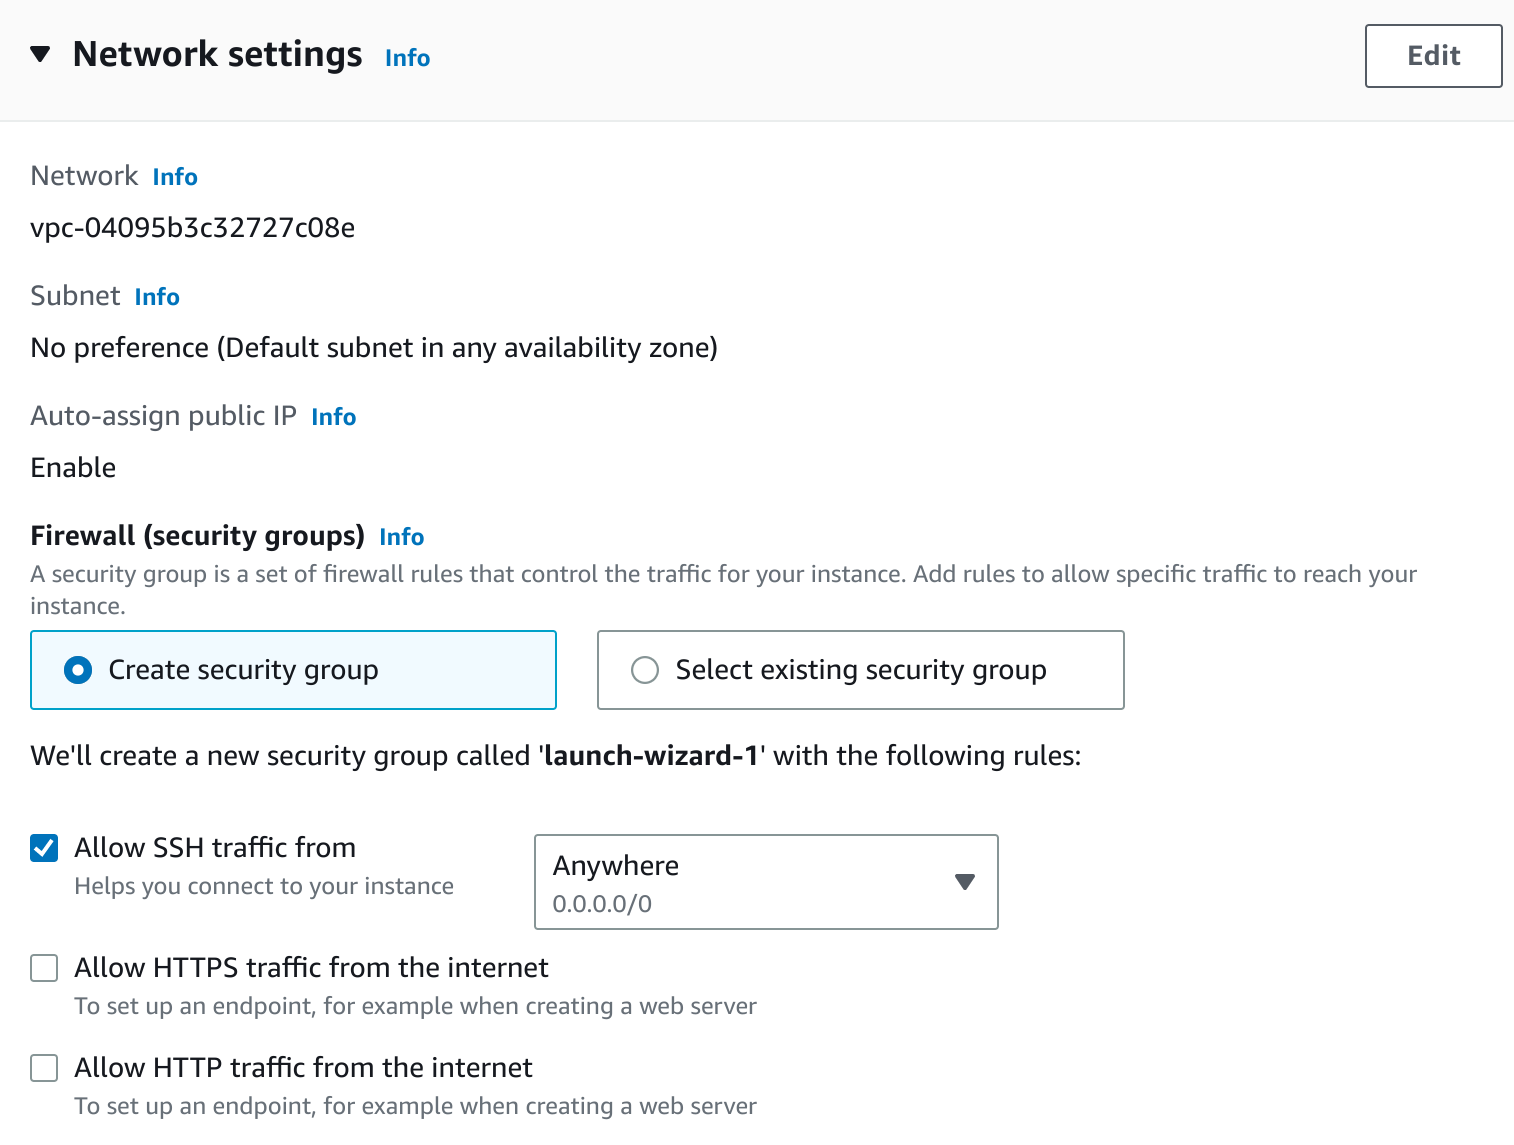 Network settings Info
Edit
Network Info
vpc-04095b3c32727c08e
Subnet Info
No preference (Default subnet in any availability zone)
Auto-assign public IP Info
Enable
Firewall (security groups) Info
A security group is a set of firewall rules that control the traffic for your instance. Add rules to allow specific traffic to reach your
instance.
Create security group
Select existing security group
We'll create a new security group called 'launch-wizard-1' with the following rules:
Allow SSH traffic from
Helps you connect to your instance
Anywhere
0.0.0.0/0
Allow HTTPS traffic from the internet
To set up an endpoint, for example when creating a web server
Allow HTTP traffic from the internet
To set up an endpoint, for example when creating a web server